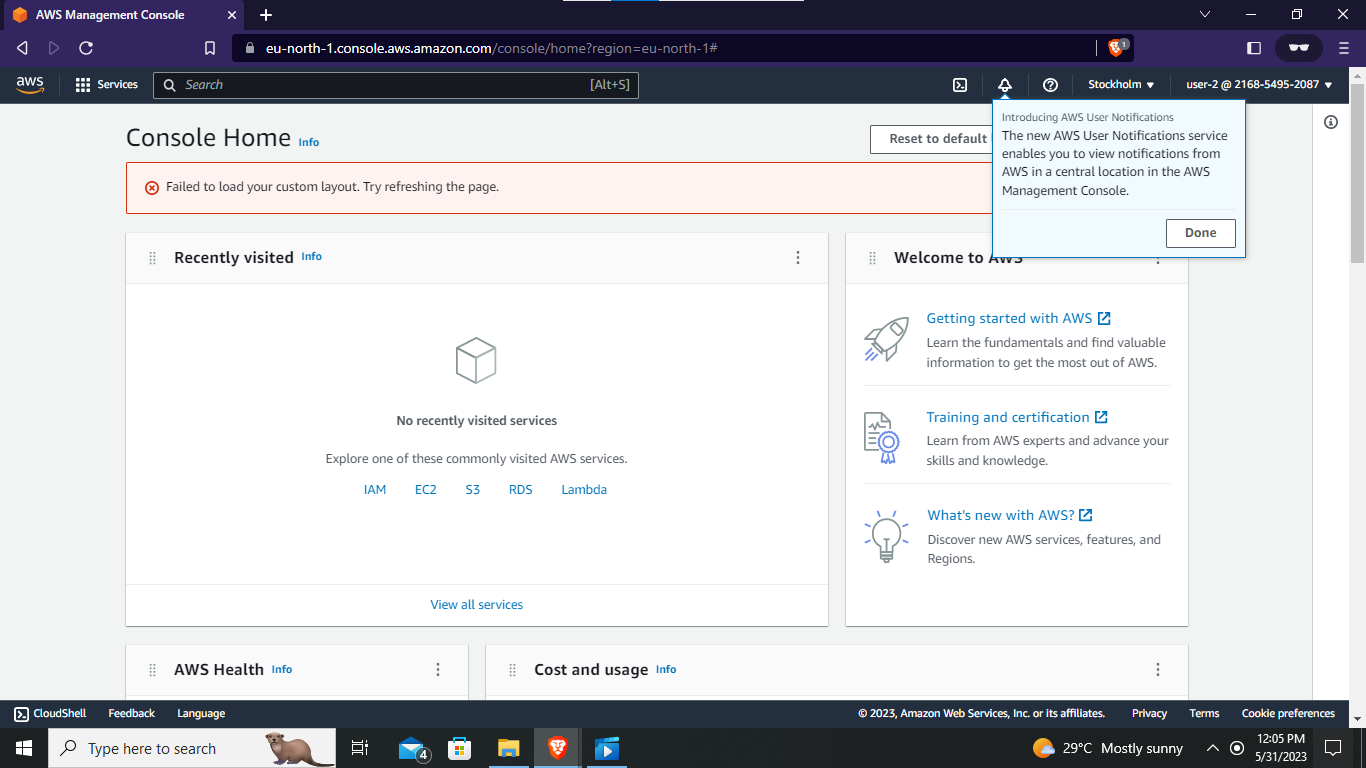 AWS Management Console
eu-north-1.console.aws.amazon.com/console/home?region=eu-north-1#
1
aws
Services
Search
[Alt+S]
Stockholm
user-2 @ 2168-5495-2087
Console Home
Info
Reset to default
Introducing AWS User Notifications
The new AWS User Notifications service
enables you to view notifications from
AWS in a central location in the AWS
Management Console.
Done
Failed to load your custom layout. Try refreshing the page.
Recently visited
Info
No recently visited services
Explore one of these commonly visited AWS services.
IAM EC2 S3 RDS Lambda
View all services
Welcome to AWS
Getting started with AWS
Learn the fundamentals and find valuable
information to get the most out of AWS.
Training and certification
Learn from AWS experts and advance your
skills and knowledge.
What's new with AWS?
Discover new AWS services, features, and
Regions.
AWS Health
Info
Cost and usage
Info
CloudShell
Feedback
Language
© 2023, Amazon Web Services, Inc. or its affiliates.
Privacy
Terms
Cookie preferences
Type here to search
4
29°C Mostly sunny
12:05 PM
5/31/2023